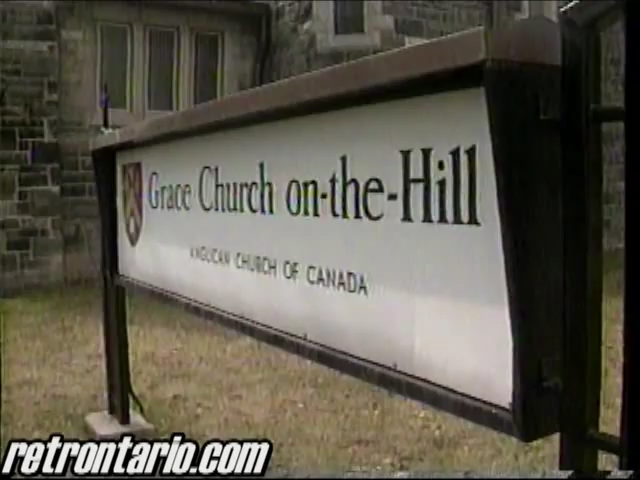 Grace Church on-the-Hill
ANGLICAN CHURCH OF CANADA
retrontario.com